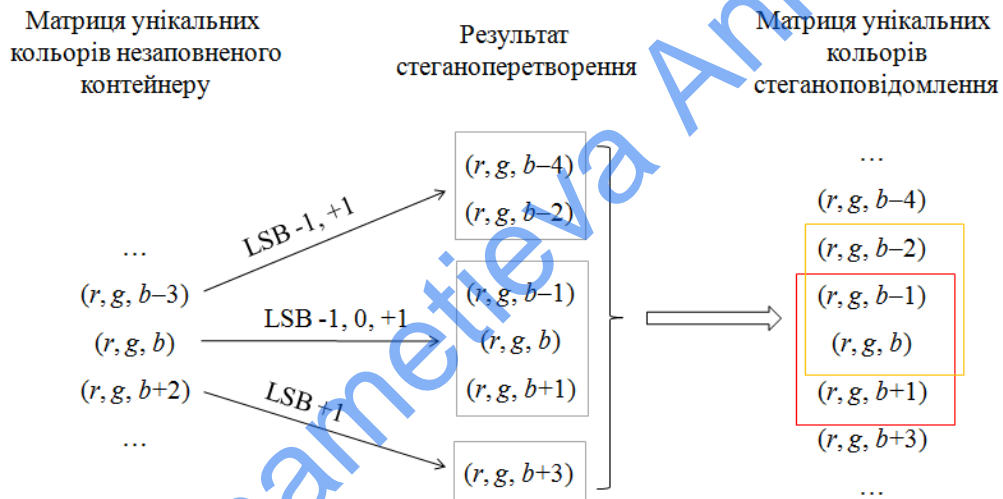 Матриця унікальних
кольорів незаповненого
контейнеру
Результат
стеганоперетворення
Матриця унікальних
кольорів
стеганоповідомлення
…
(r, g, b–3)
(r, g, b)
(r, g, b+2)
…
LSB -1, +1
LSB -1, 0, +1
LSB +1
(r, g, b–4)
(r, g, b–2)
(r, g, b–1)
(r, g, b)
(r, g, b+1)
(r, g, b+3)
…
(r, g, b–4)
(r, g, b–2)
(r, g, b–1)
(r, g, b)
(r, g, b+1)
(r, g, b+3)
…